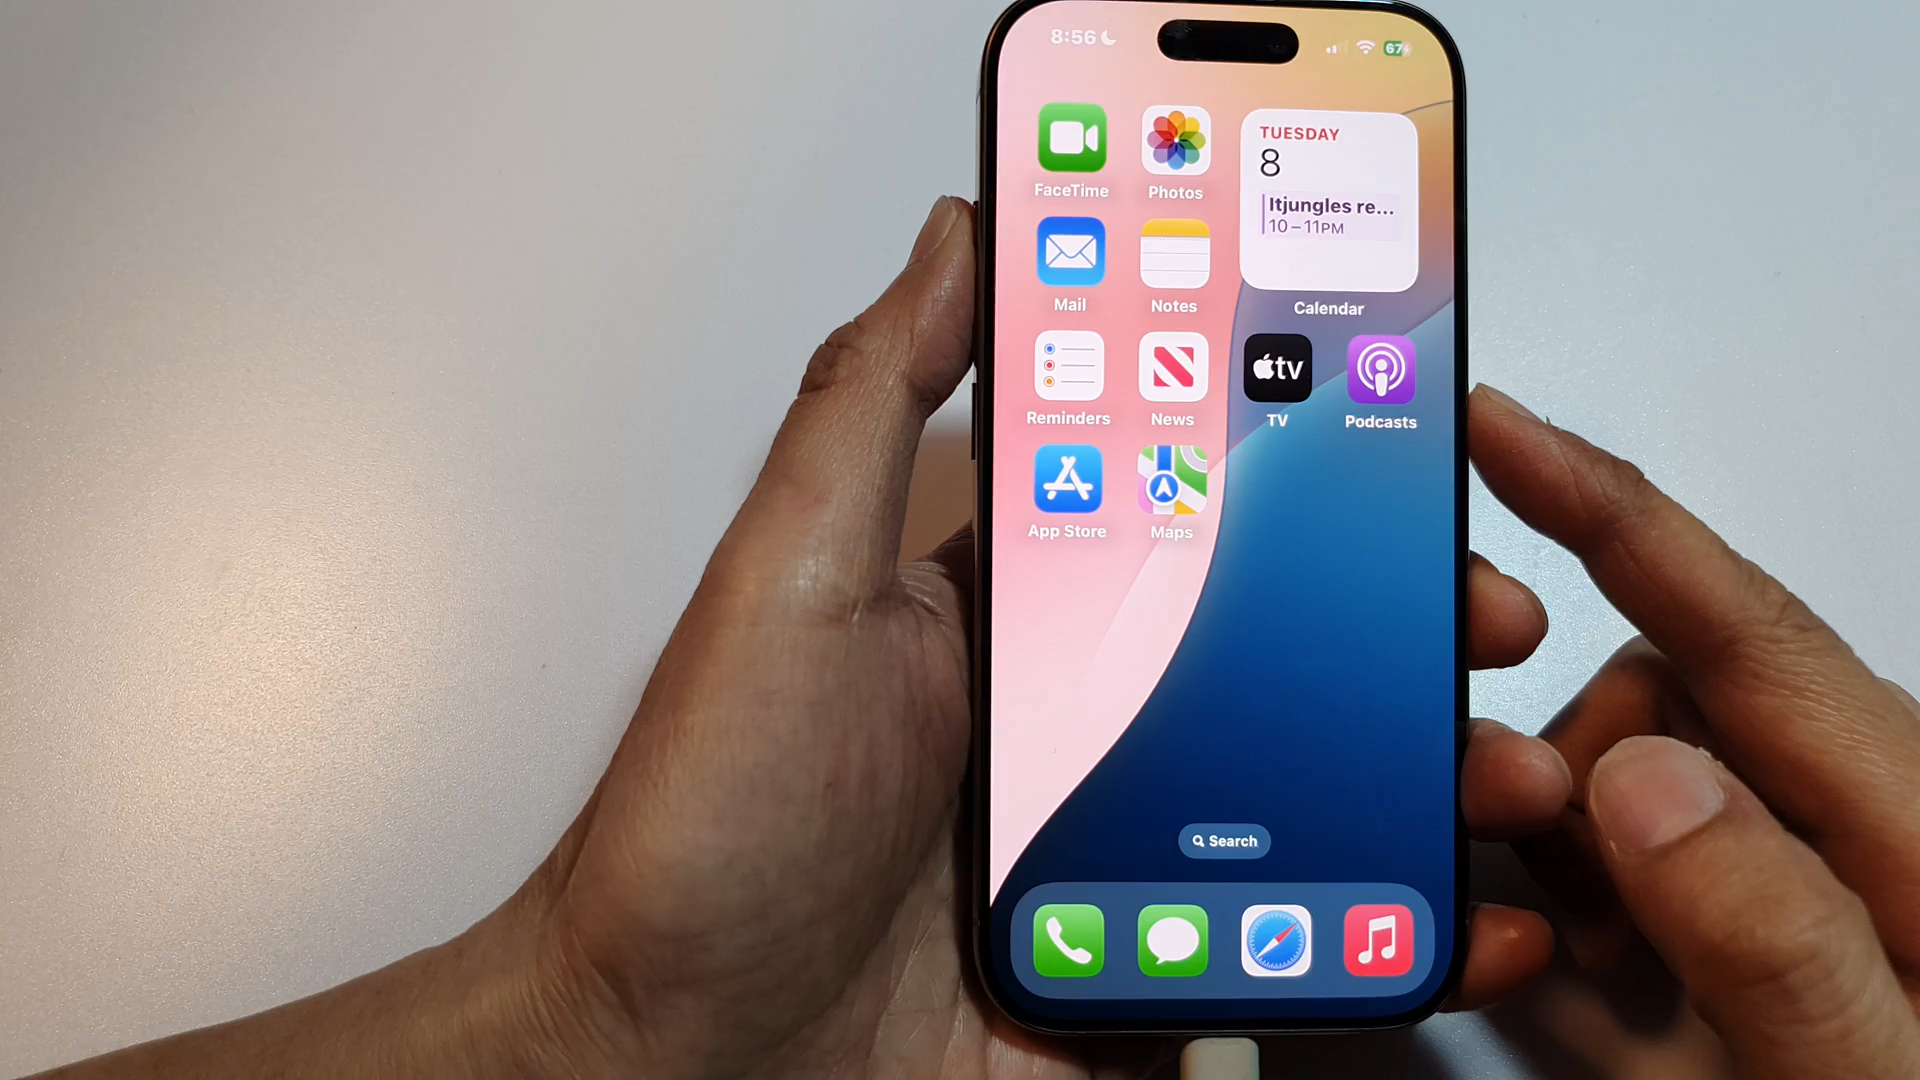 8:56
67
FaceTime
Photos
TUESDAY
8
Itjungles re...
10–11PM
Calendar
Mail
Notes
Reminders
News
tv
TV
Podcasts
App Store
Maps
Search